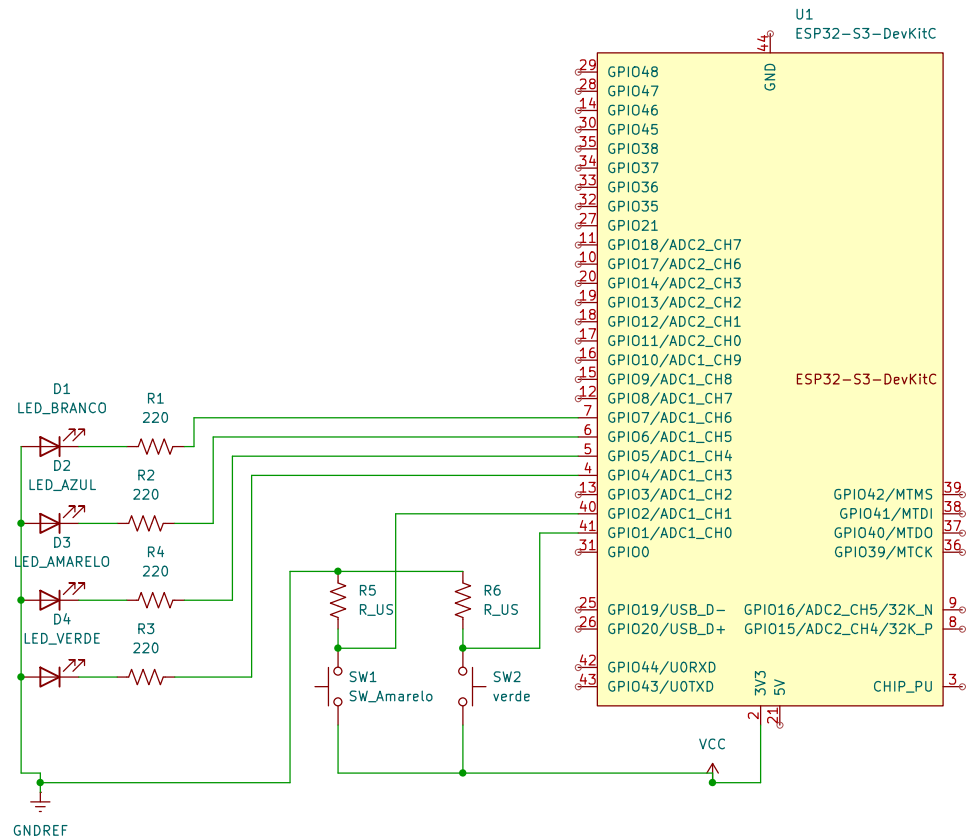 U1
ESP32-S3-DevKitC
44
GND
29 GPIO48
28 GPIO47
14 GPIO46
30 GPIO45
35 GPIO38
34 GPIO37
33 GPIO36
32 GPIO35
27 GPIO21
11 GPIO18/ADC2_CH7
10 GPIO17/ADC2_CH6
20 GPIO14/ADC2_CH3
19 GPIO13/ADC2_CH2
18 GPIO12/ADC2_CH1
17 GPIO11/ADC2_CH0
16 GPIO10/ADC1_CH9
15 GPIO9/ADC1_CH8
ESP32-S3-DevKitC
12 GPIO8/ADC1_CH7
7 GPIO7/ADC1_CH6
6 GPIO6/ADC1_CH5
5 GPIO5/ADC1_CH4
4 GPIO4/ADC1_CH3
13 GPIO3/ADC1_CH2
40 GPIO2/ADC1_CH1
41 GPIO1/ADC1_CH0
31 GPIO0
25 GPIO19/USB_D-
26 GPIO20/USB_D+
42 GPIO44/U0RXD
43 GPIO43/U0TXD
GPIO42/MTMS 39
GPIO41/MTDI 38
GPIO40/MTDO 37
GPIO39/MTCK 36
GPIO16/ADC2_CH5/32K_N 9
GPIO15/ADC2_CH4/32K_P 8
CHIP_PU 3
3V3
2
5V
21
D1
LED_BRANCO
R1
220
D2
LED_AZUL
R2
220
D3
LED_AMARELO
R4
220
D4
LED_VERDE
R3
220
R5
R_US
R6
R_US
SW1
SW_Amarelo
SW2
verde
VCC
GNDREF